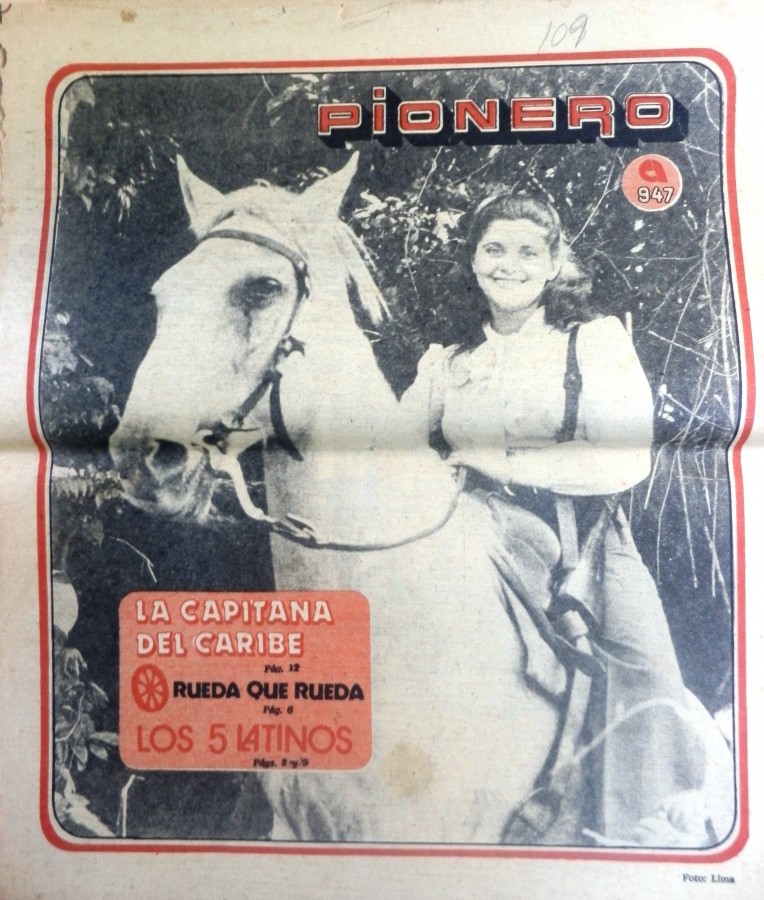 109
PiONERO
a
947
LA CAPITANA
DEL CARIBE
Pág. 12
RUEDA QUE RUEDA
Pág. 6
LOS 5 LATINOS
Págs. 8 y 9
Foto: Lima